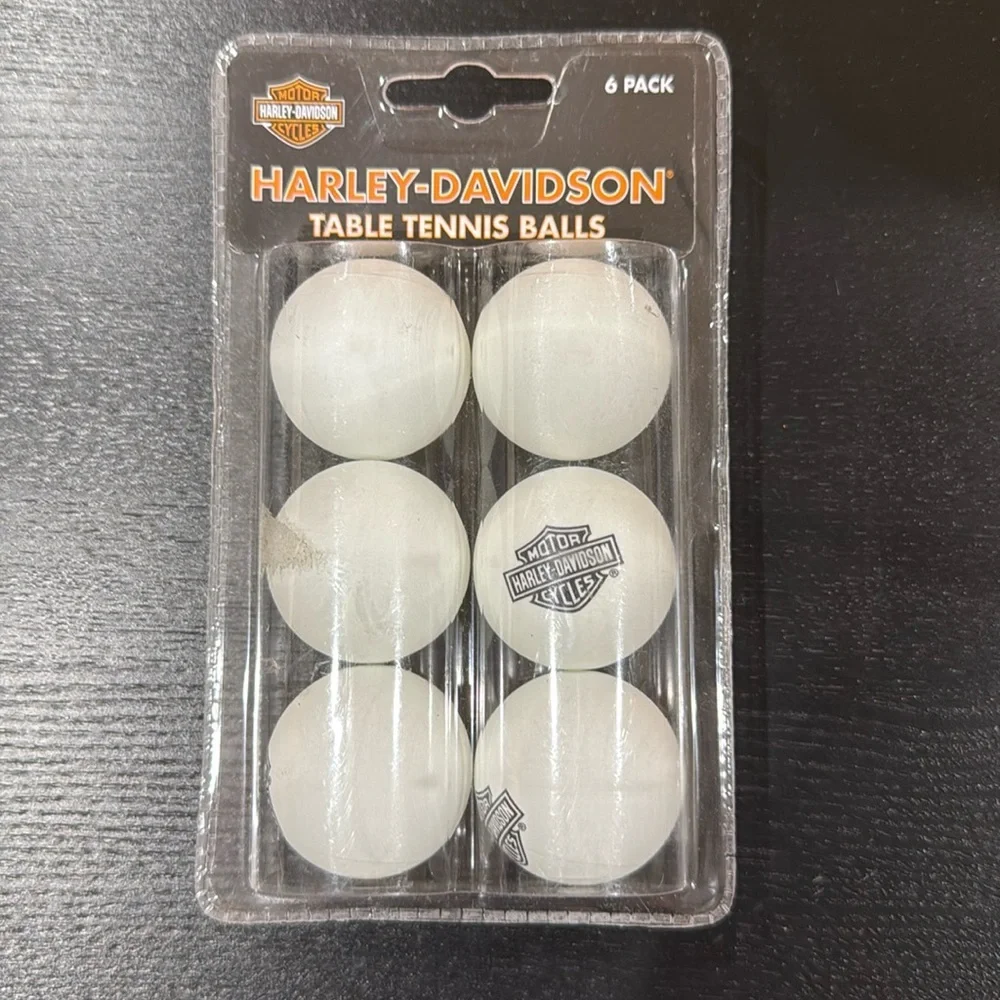 MOTOR
HARLEY-DAVIDSON
CYCLES
6 PACK
HARLEY-DAVIDSON®
TABLE TENNIS BALLS
MOTOR
HARLEY-DAVIDSON
CYCLES ®